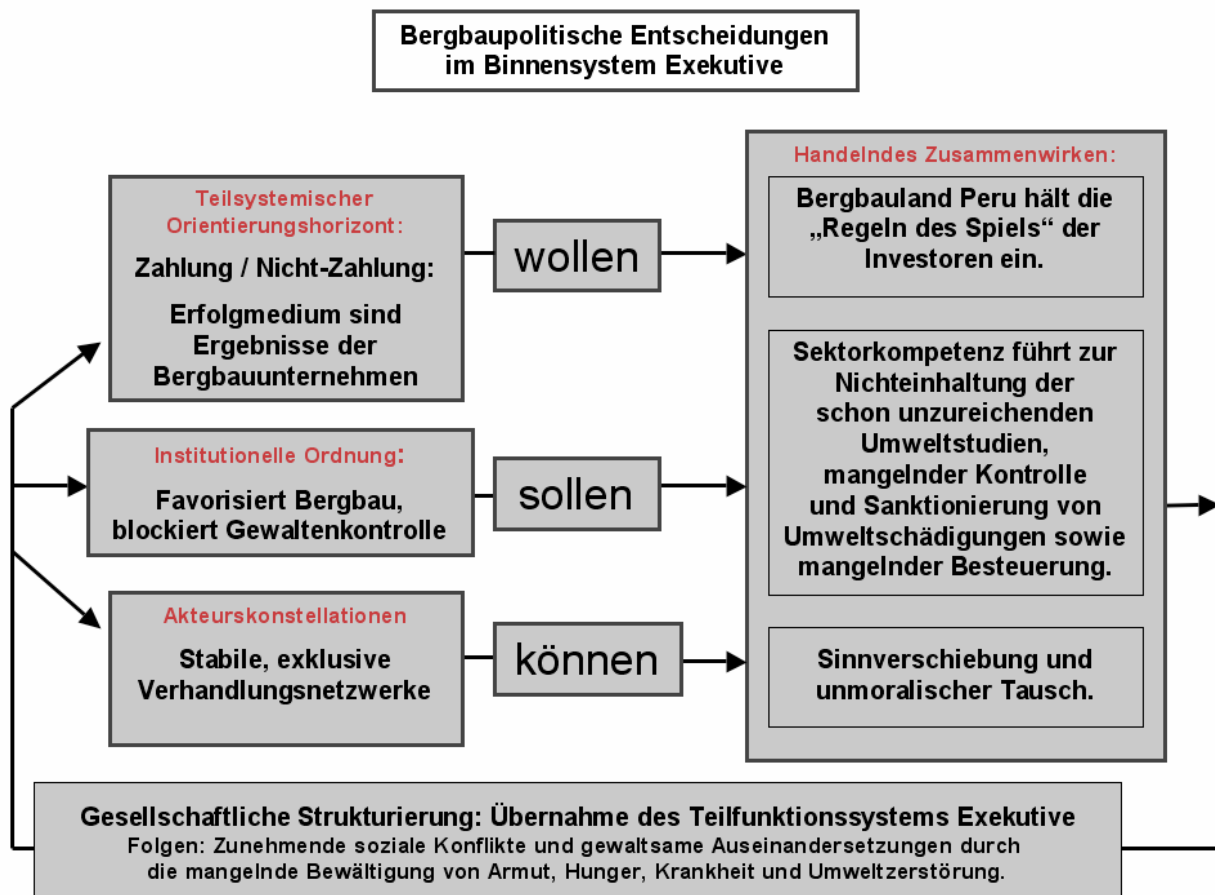 Bergbaupolitische Entscheidungen
im Binnensystem Exekutive
Teilsystemischer
Orientierungshorizont:
Zahlung / Nicht-Zahlung:
Erfolgmedium sind
Ergebnisse der
Bergbauunternehmen
wollen
Institutionelle Ordnung:
Favorisiert Bergbau,
blockiert Gewaltenkontrolle
sollen
Akteurskonstellationen
Stabile, exklusive
Verhandlungsnetzwerke
können
Handelndes Zusammenwirken:
Bergbauland Peru hält die
„Regeln des Spiels“ der
Investoren ein.
Sektorkompetenz führt zur
Nichteinhaltung der
schon unzureichenden
Umweltstudien,
mangelnder Kontrolle
und Sanktionierung von
Umweltschädigungen sowie
mangelnder Besteuerung.
Sinnverschiebung und
unmoralischer Tausch.
Gesellschaftliche Strukturierung: Übernahme des Teilfunktionssystems Exekutive
Folgen: Zunehmende soziale Konflikte und gewaltsame Auseinandersetzungen durch
die mangelnde Bewältigung von Armut, Hunger, Krankheit und Umweltzerstörung.